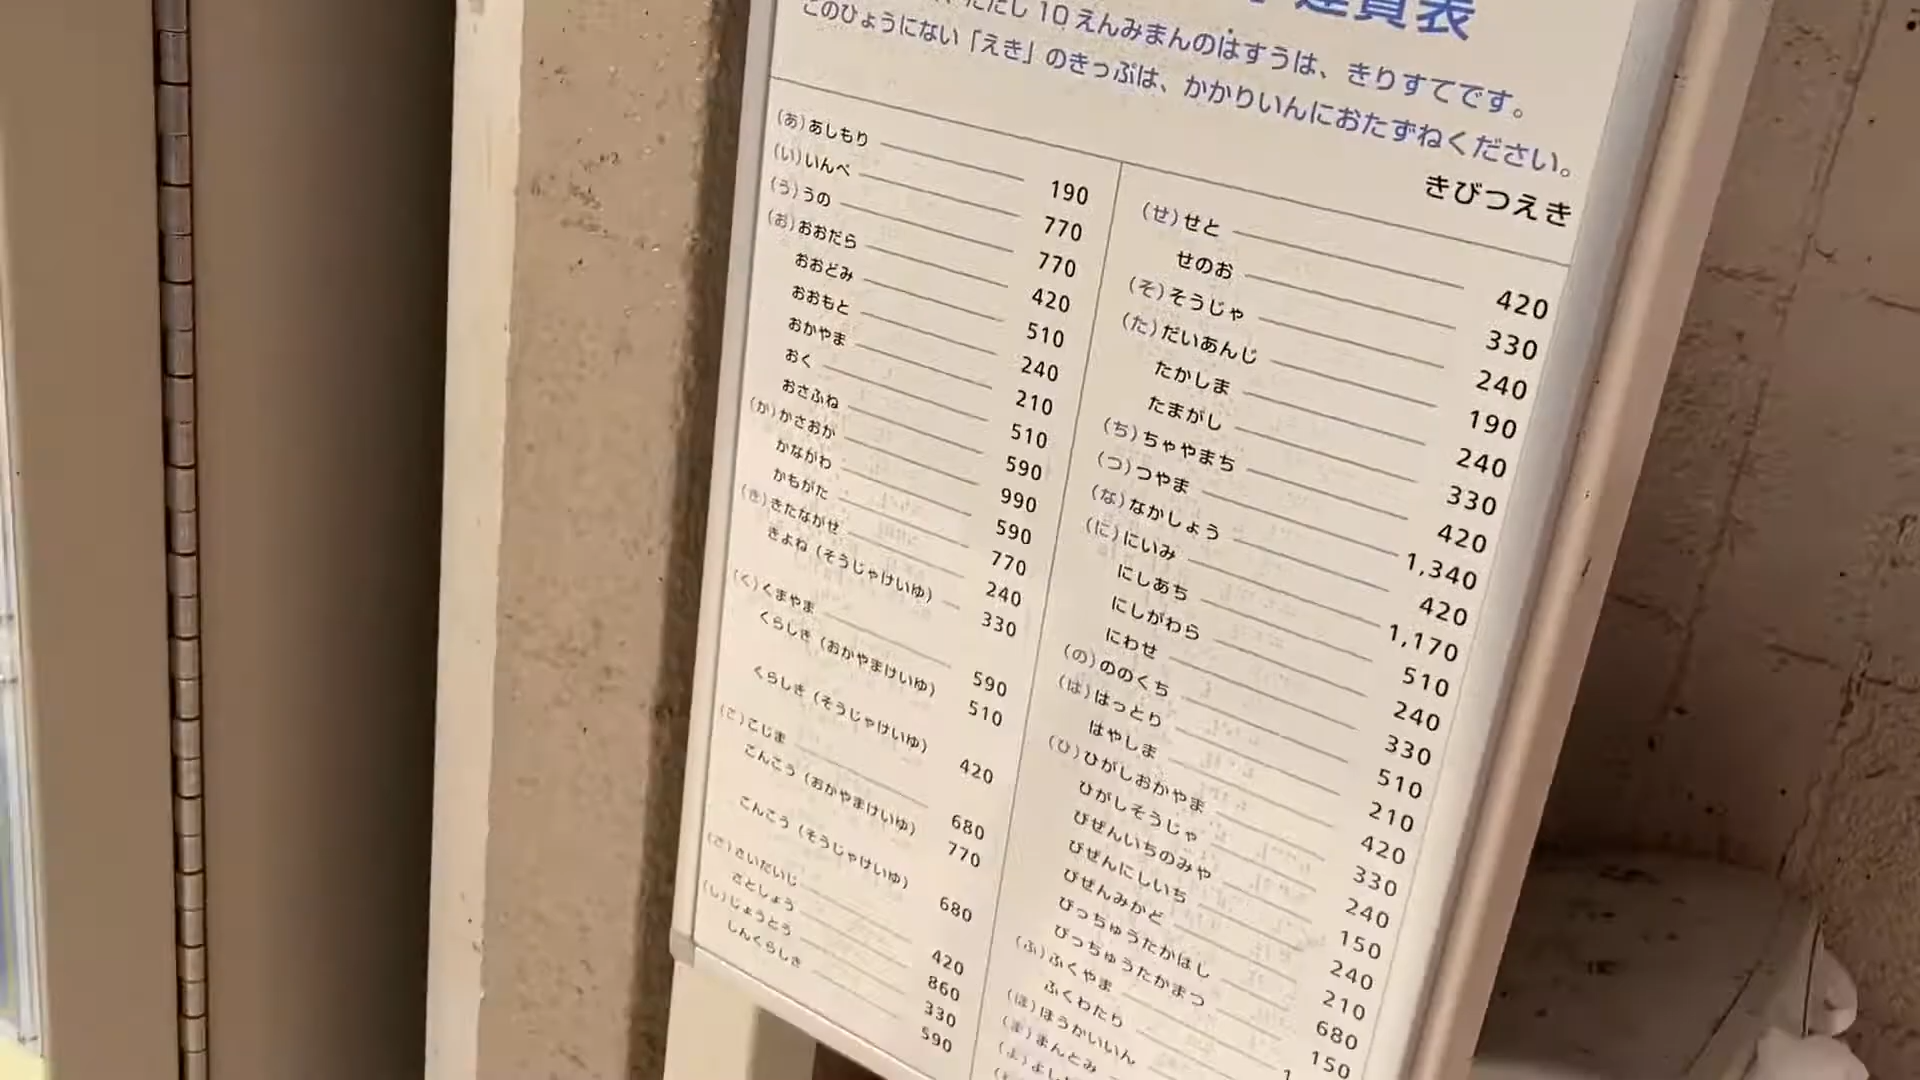 運賃表
ただし10えんみまんのはすうは、きりすてです。
このひょうにない「えき」のきっぷは、かかりいんにおたずねください。
きびつえき
(あ)あしもり 190
(い)いんべ 770
(う)うの 770
(お)おおだら 420
おおどみ 510
おおもと 240
おかやま 210
おく 510
おさふね 590
(か)かさおか 990
かながわ 590
かもがた 770
(き)きたながせ 240
きよね(そうじゃけいゆ) 330
(く)くまやま 590
くらしき(おかやまけいゆ) 510
くらしき(そうじゃけいゆ) 420
(こ)こじま 680
こんこう(おかやまけいゆ) 770
こんこう(そうじゃけいゆ) 680
(さ)さいだいじ 420
さとしょう 860
(し)じょうとう 330
しんくらしき 590
(せ)せと 420
せのお 330
(そ)そうじゃ 240
(た)だいあんじ 190
たかしま 240
たまがし 330
(ち)ちゃやまち 420
(つ)つやま 1,340
(な)なかしょう 420
(に)にいみ 1,170
にしあち 510
にしがわら 240
にわせ 330
(の)ののくち 510
(は)はっとり 210
はやしま 420
(ひ)ひがしおかやま 330
ひがしそうじゃ 240
びぜんいちのみや 150
びぜんにしいち 240
びぜんみかど 210
びっちゅうたかはし 680
びっちゅうたかまつ 150
(ふ)ふくやま
ふくわたり
(ほ)ほうかいいん
(ま)まんとみ